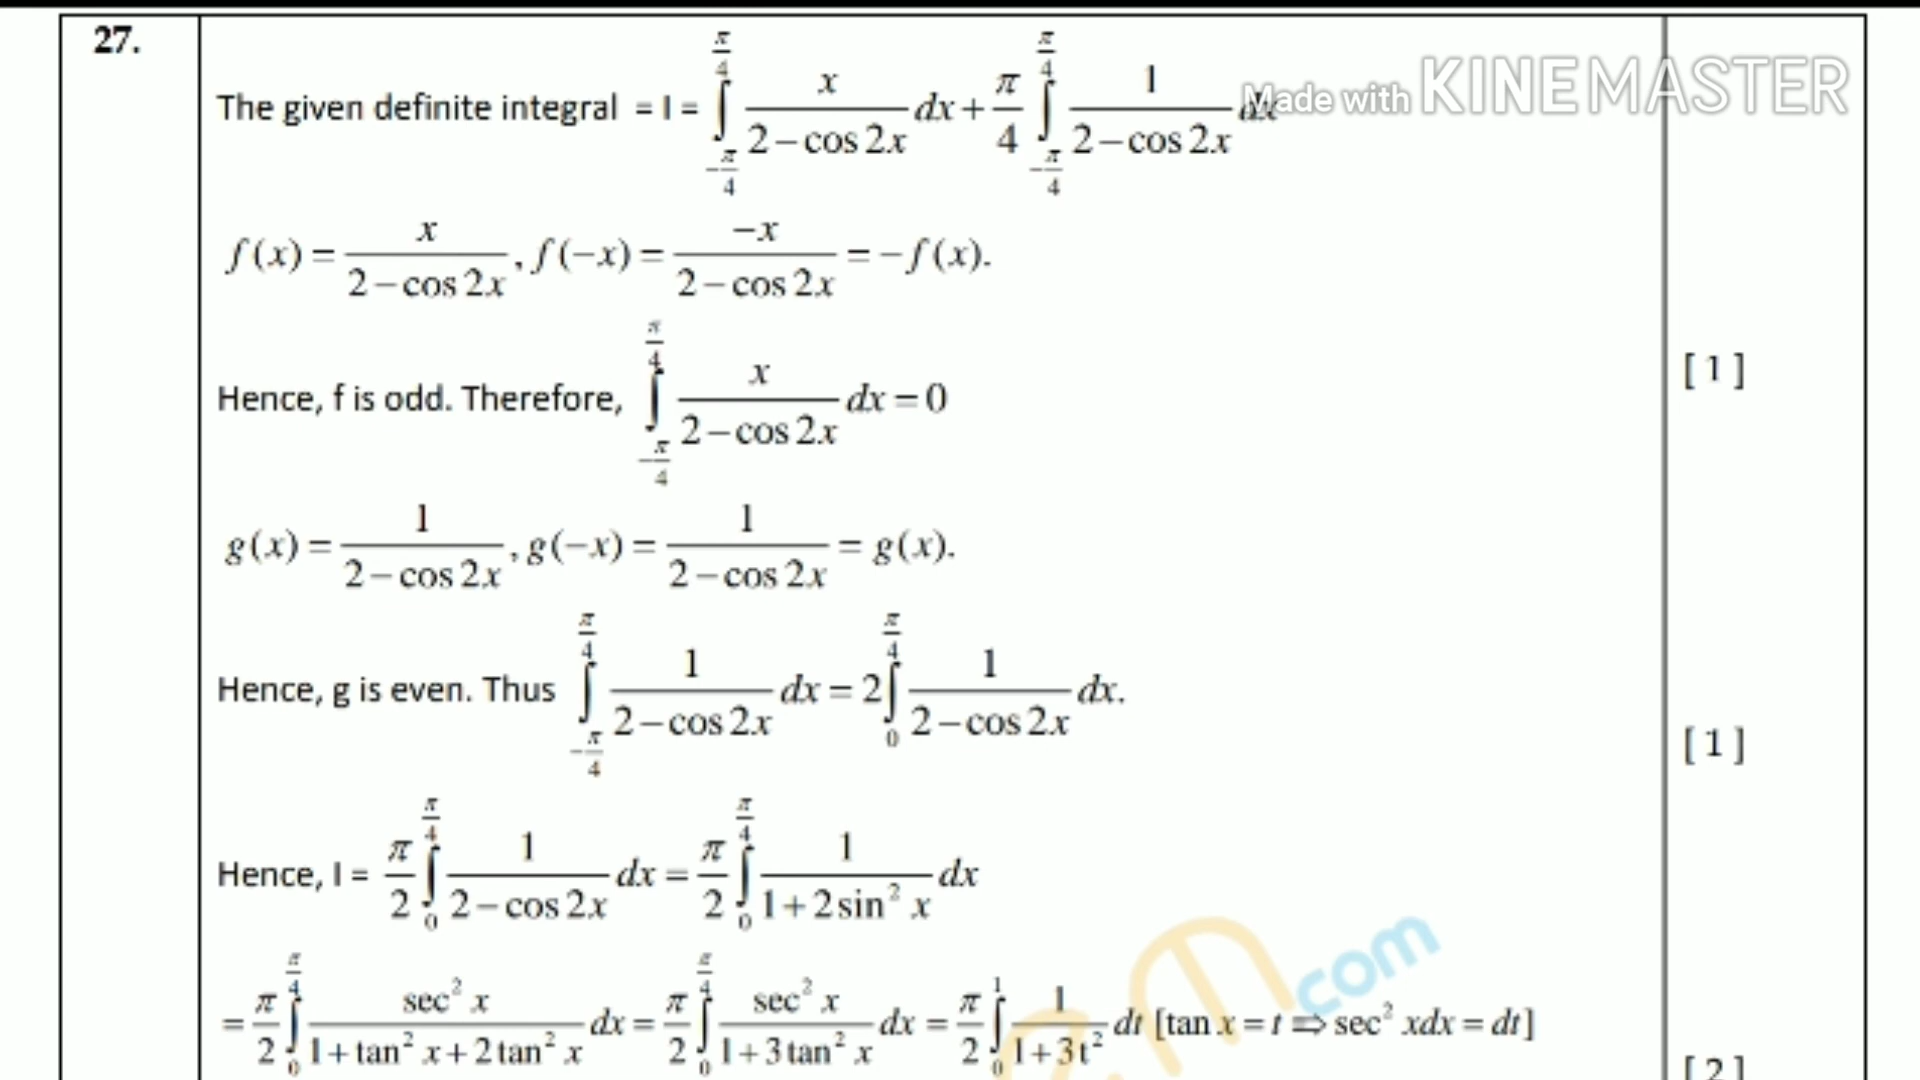 27.
Made with KINEMASTER
The given definite integral = I = ∫_{-π/4}^{π/4} x/(2−cos 2x) dx + π/4 ∫_{-π/4}^{π/4} 1/(2−cos 2x) dx
f(x) = x/(2−cos 2x), f(−x) = −x/(2−cos 2x) = −f(x).
Hence, f is odd. Therefore, ∫_{-π/4}^{π/4} x/(2−cos 2x) dx = 0 [1]
g(x) = 1/(2−cos 2x), g(−x) = 1/(2−cos 2x) = g(x).
Hence, g is even. Thus ∫_{-π/4}^{π/4} 1/(2−cos 2x) dx = 2∫_0^{π/4} 1/(2−cos 2x) dx. [1]
Hence, I = π/2 ∫_0^{π/4} 1/(2−cos 2x) dx = π/2 ∫_0^{π/4} 1/(1+2sin² x) dx
= π/2 ∫_0^{π/4} sec² x/(1+tan² x+2tan² x) dx = π/2 ∫_0^{π/4} sec² x/(1+3tan² x) dx = π/2 ∫_0^1 1/(1+3t²) dt [tan x = t ⇒ sec² xdx = dt] [2]
com